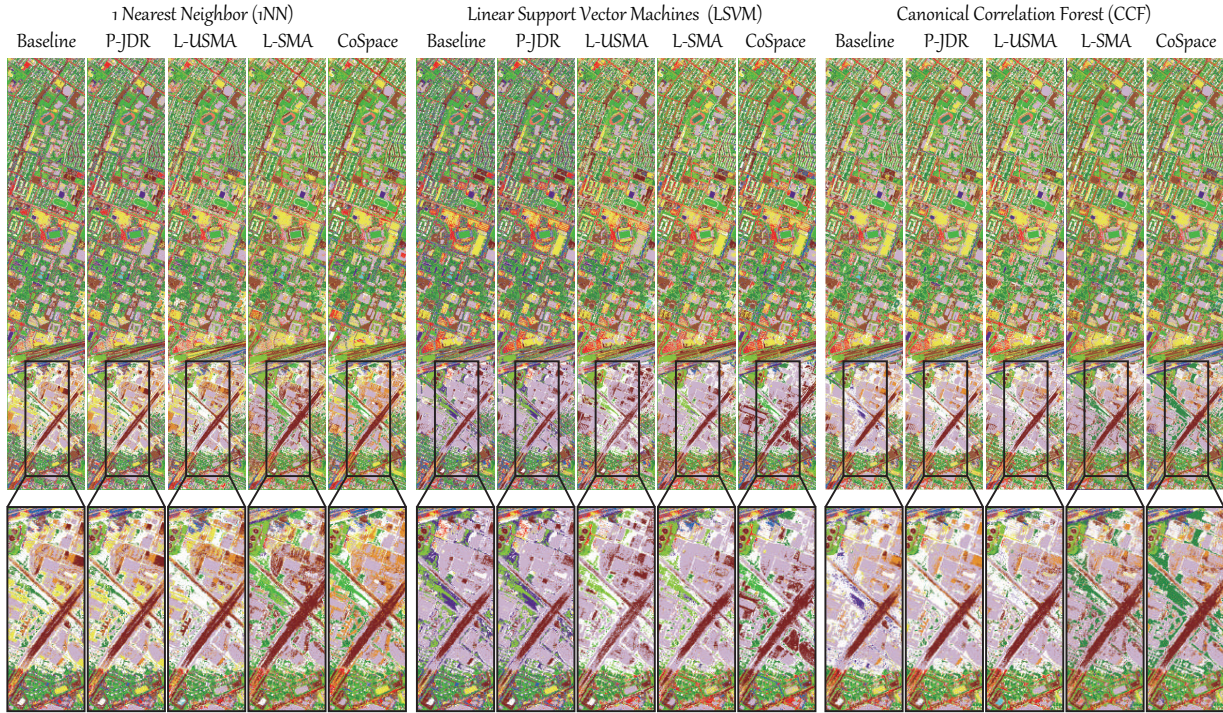 1 Nearest Neighbor (1NN) Linear Support Vector Machines (LSVM) Canonical Correlation Forest (CCF)
Baseline P-JDR L-USMA L-SMA CoSpace Baseline P-JDR L-USMA L-SMA CoSpace Baseline P-JDR L-USMA L-SMA CoSpace